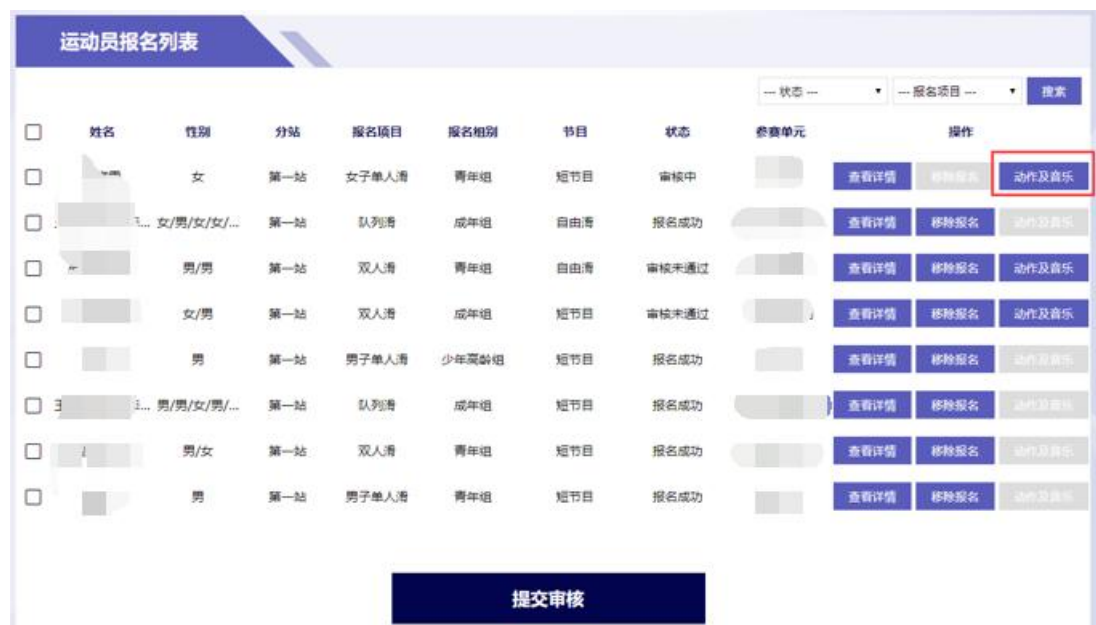 运动员报名列表
--- 状态 --- --- 报名项目 --- 搜索
姓名 性别 分站 报名项目 报名组别 节目 状态 参赛单元 操作
女 第一站 女子单人滑 青年组 短节目 审核中 查看详情 移除报名 动作及音乐
... 女/男/女/女/... 第一站 队列滑 成年组 自由滑 报名成功 查看详情 移除报名 动作及音乐
男/男 第一站 双人滑 青年组 自由滑 审核未通过 查看详情 移除报名 动作及音乐
女/男 第一站 双人滑 成年组 短节目 审核未通过 查看详情 移除报名 动作及音乐
男 第一站 男子单人滑 少年高龄组 短节目 报名成功 查看详情 移除报名 动作及音乐
... 男/男/女/男/... 第一站 队列滑 成年组 短节目 报名成功 查看详情 移除报名 动作及音乐
男/女 第一站 双人滑 青年组 短节目 报名成功 查看详情 移除报名 动作及音乐
男 第一站 男子单人滑 青年组 短节目 报名成功 查看详情 移除报名 动作及音乐
提交审核